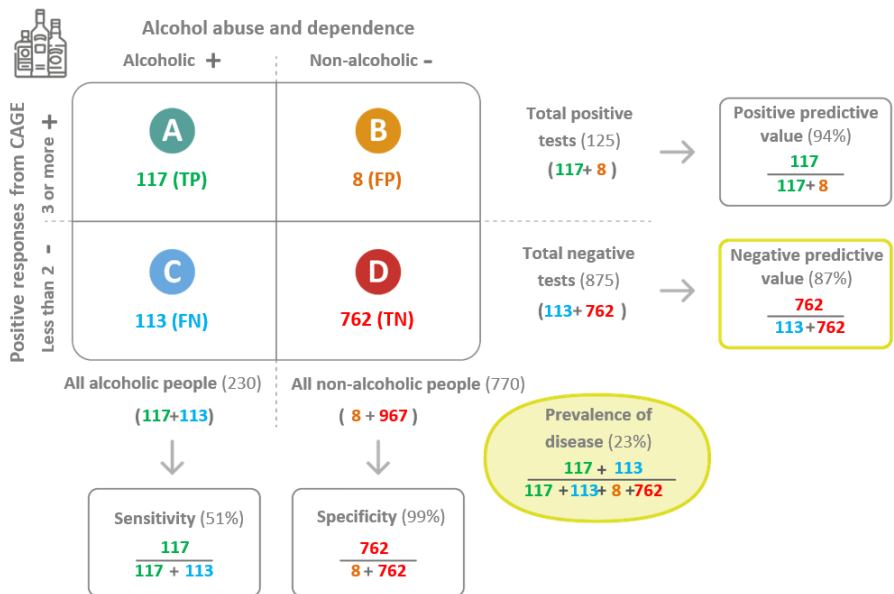 Alcohol abuse and dependence
Alcoholic +
Non-alcoholic -
Positive responses from CAGE
3 or more +
Less than 2 -
A
117 (TP)
B
8 (FP)
Total positive
tests (125)
(117+ 8)
Positive predictive
value (94%)
117
117+ 8
C
113 (FN)
D
762 (TN)
Total negative
tests (875)
(113+ 762 )
Negative predictive
value (87%)
762
113+762
All alcoholic people (230)
(117+113)
All non-alcoholic people (770)
( 8 + 967 )
Prevalence of
disease (23%)
117 + 113
117 +113+ 8 +762
Sensitivity (51%)
117
117 + 113
Specificity (99%)
762
8 + 762